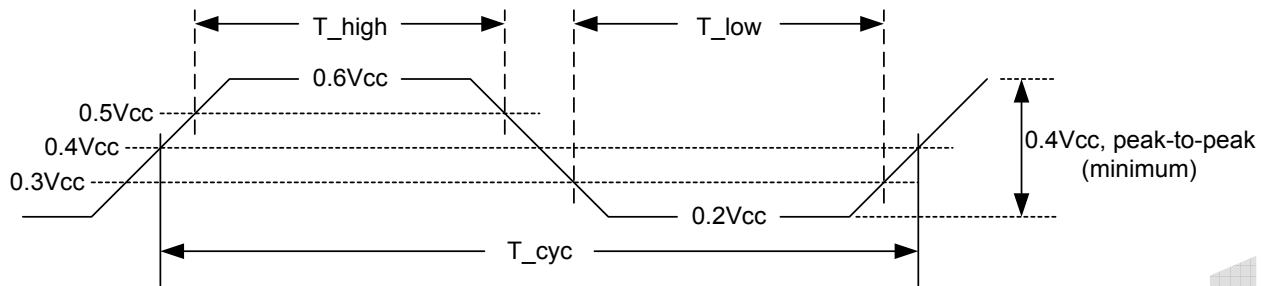 T_high
T_low
0.6Vcc
0.5Vcc
0.4Vcc
0.3Vcc
0.4Vcc, peak-to-peak
(minimum)
0.2Vcc
T_cyc